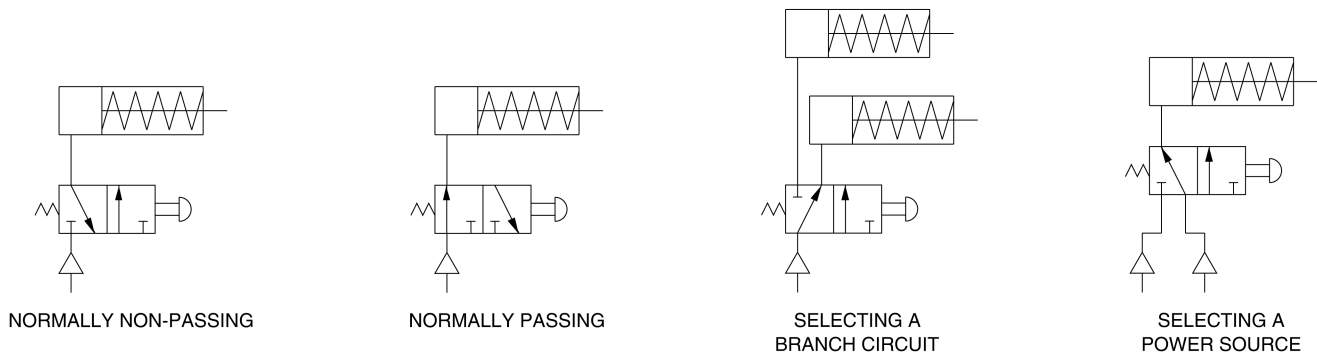 NORMALLY NON-PASSING
NORMALLY PASSING
SELECTING A
BRANCH CIRCUIT
SELECTING A
POWER SOURCE